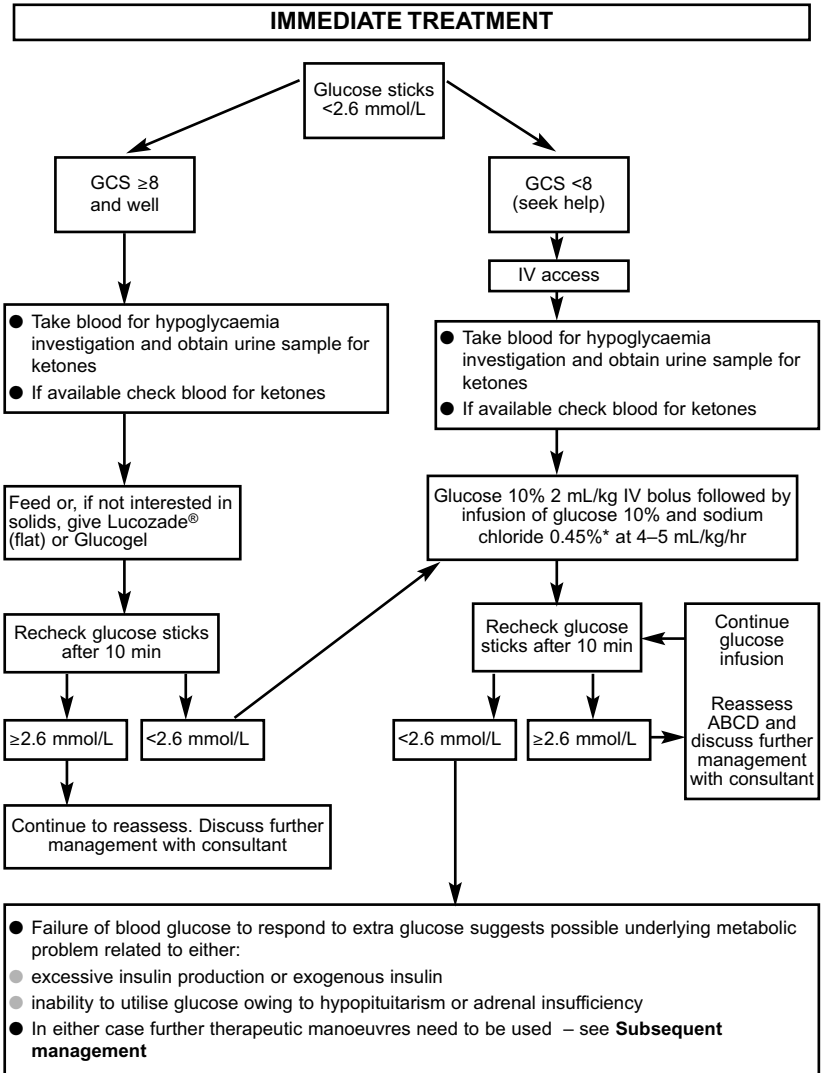 IMMEDIATE TREATMENT
Glucose sticks
<2.6 mmol/L
GCS ≥8
and well
GCS <8
(seek help)
IV access
● Take blood for hypoglycaemia
investigation and obtain urine sample for
ketones
● If available check blood for ketones
● Take blood for hypoglycaemia
investigation and obtain urine sample for
ketones
● If available check blood for ketones
Feed or, if not interested in
solids, give Lucozade®
(flat) or Glucogel
Glucose 10% 2 mL/kg IV bolus followed by
infusion of glucose 10% and sodium
chloride 0.45%* at 4–5 mL/kg/hr
Recheck glucose sticks
after 10 min
Recheck glucose
sticks after 10 min
Continue
glucose
infusion
Reassess
ABCD and
discuss further
management
with consultant
≥2.6 mmol/L
<2.6 mmol/L
<2.6 mmol/L
≥2.6 mmol/L
Continue to reassess. Discuss further
management with consultant
● Failure of blood glucose to respond to extra glucose suggests possible underlying metabolic
problem related to either:
● excessive insulin production or exogenous insulin
● inability to utilise glucose owing to hypopituitarism or adrenal insufficiency
● In either case further therapeutic manoeuvres need to be used – see Subsequent
management